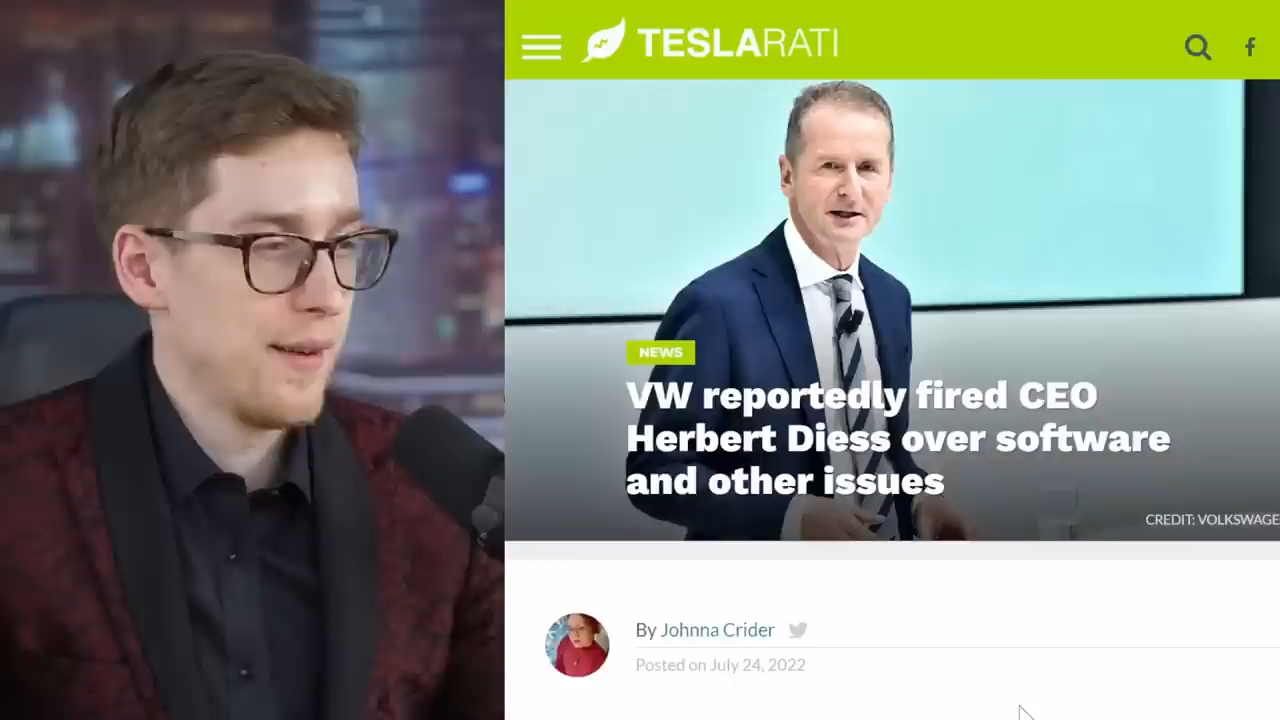 TESLARATI
NEWS
VW reportedly fired CEO
Herbert Diess over software
and other issues
CREDIT: VOLKSWAGE
By Johnna Crider
Posted on July 24, 2022